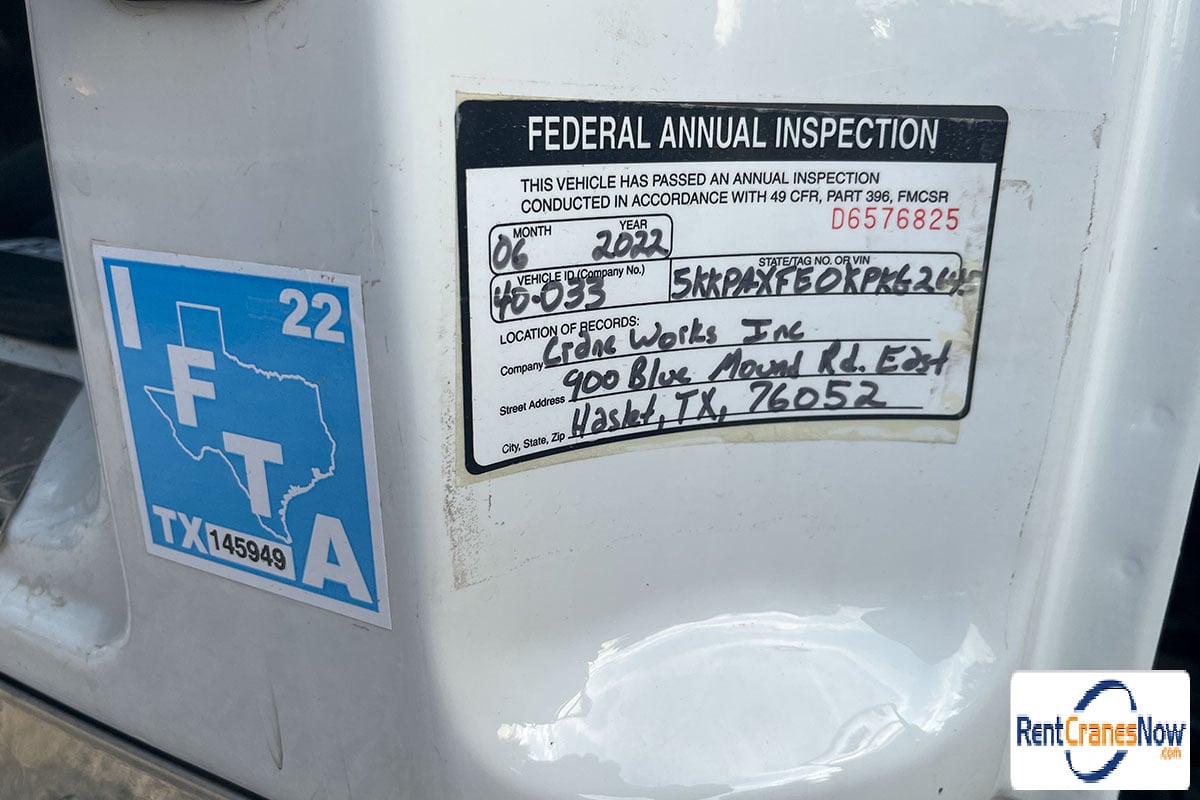 FEDERAL ANNUAL INSPECTION
THIS VEHICLE HAS PASSED AN ANNUAL INSPECTION
CONDUCTED IN ACCORDANCE WITH 49 CFR, PART 396, FMCSR
D6576825
MONTH YEAR
06 2022
VEHICLE ID (Company No.) STATE/TAG NO. OR VIN
40-033
LOCATION OF RECORDS:
Company Crane Works Inc
Street Address 900 Blue Mound Rd. East
City, State, Zip Haslet, TX, 76052
I 22
F
T
A
TX 145949
RentCranesNow
.com